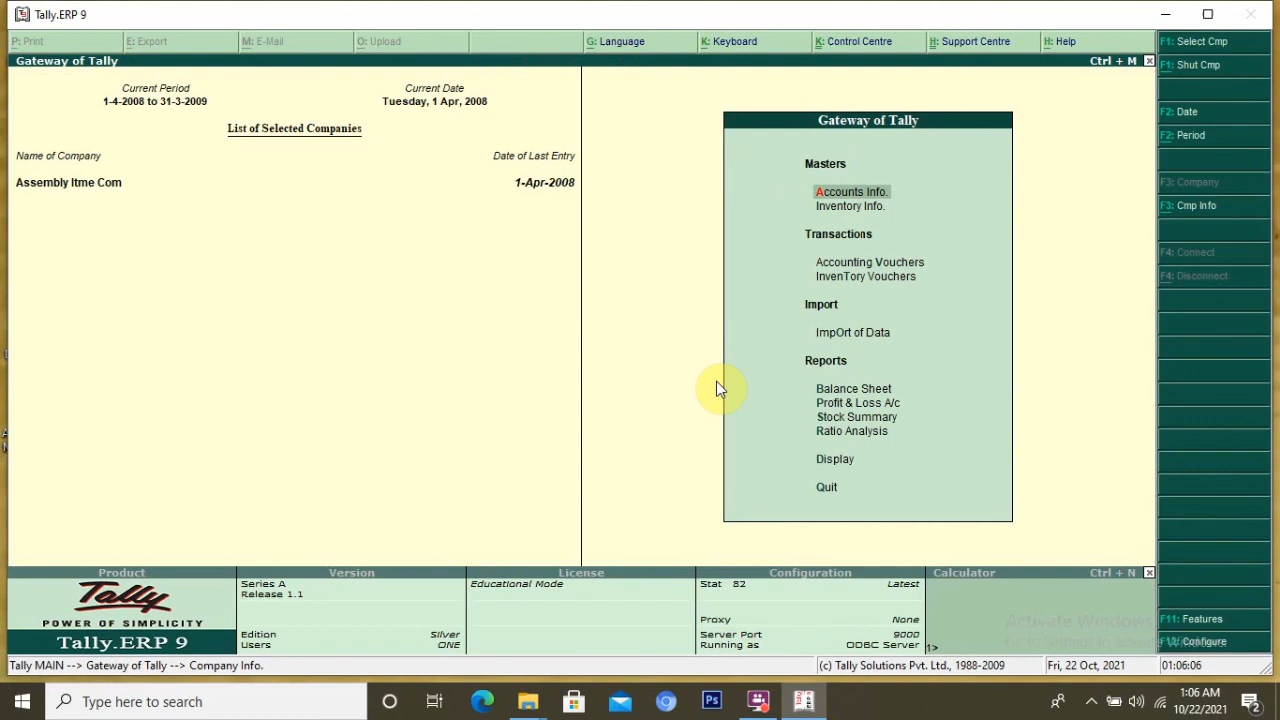 Tally.ERP 9
P: Print
E: Export
M: E-Mail
O: Upload
G: Language
K: Keyboard
K: Control Centre
H: Support Centre
H: Help
F1: Select Cmp
Gateway of Tally
Ctrl + M
F1: Shut Cmp
Current Period
Current Date
1-4-2008 to 31-3-2009
Tuesday, 1 Apr, 2008
F2: Date
Gateway of Tally
List of Selected Companies
F2: Period
Name of Company
Date of Last Entry
Masters
Assembly Itme Com
1-Apr-2008
F3: Company
Accounts Info.
Inventory Info.
F3: Cmp Info
Transactions
F4: Connect
Accounting Vouchers
InvenTory Vouchers
F4: Disconnect
Import
ImpOrt of Data
Reports
Balance Sheet
Profit & Loss A/c
Stock Summary
Ratio Analysis
Display
Quit
Product
Version
License
Configuration
Calculator
Ctrl + N
Tally
POWER OF SIMPLICITY
Tally.ERP 9
Series A
Release 1.1
Edition Silver
Users ONE
Educational Mode
Stat 82 Latest
Proxy None
Server Port 9000
Running as ODBC Server
1>
Activate Windows
F11: Features
F12: Configure
Tally MAIN --> Gateway of Tally --> Company Info.
(c) Tally Solutions Pvt. Ltd., 1988-2009
Fri, 22 Oct, 2021
01:06:06
Type here to search
Ps
1:06 AM
10/22/2021
2